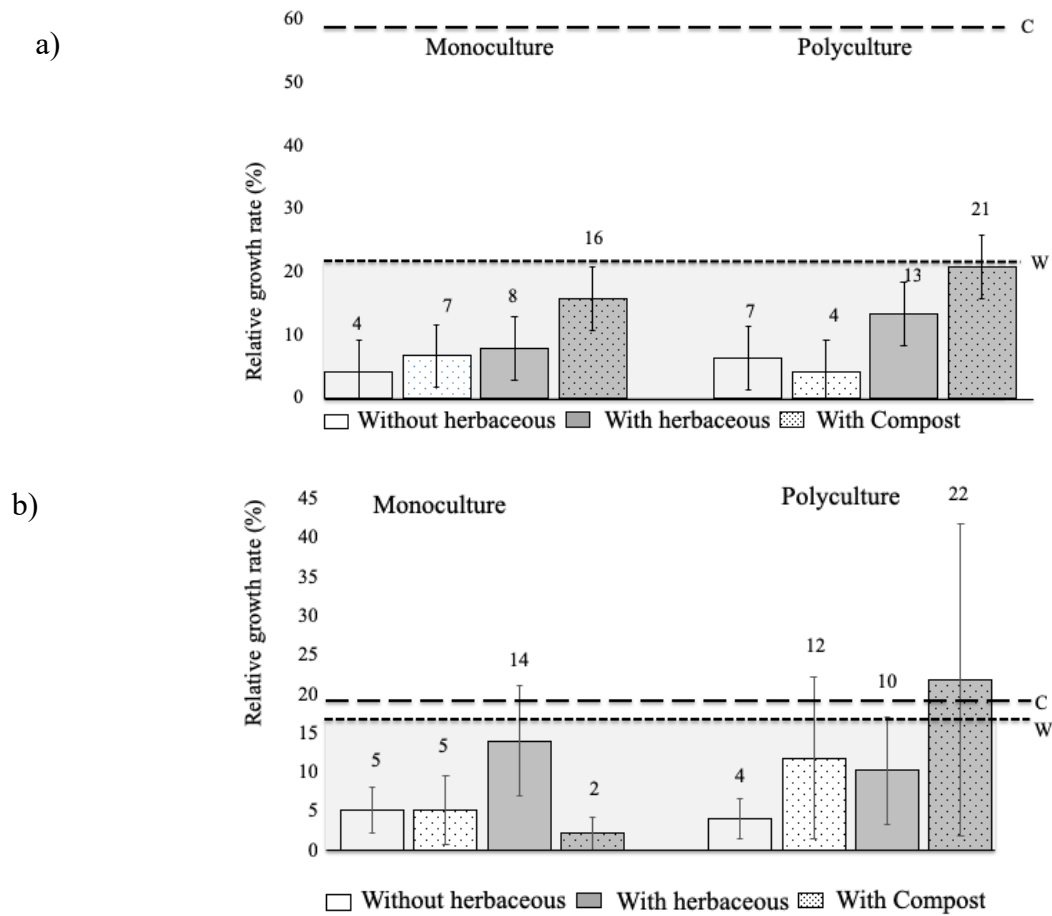 a)
Relative growth rate (%)
60
50
40
30
20
10
0
Monoculture
Polyculture
C
W
4
7
8
16
7
4
13
21
Without herbaceous With herbaceous With Compost
b)
Relative growth rate (%)
45
40
35
30
25
20
15
10
5
0
Monoculture
Polyculture
C
W
5
5
14
2
4
12
10
22
Without herbaceous With herbaceous With Compost